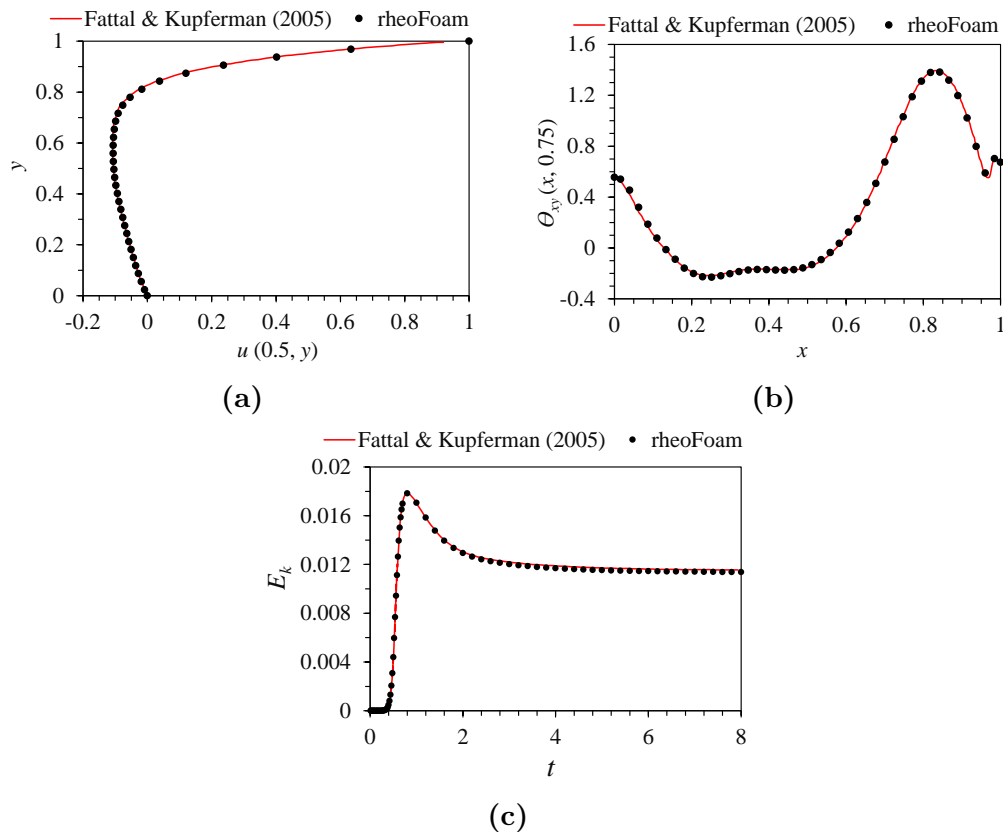 Fattal & Kupferman (2005) rheoFoam
1
0.8
0.6
0.4
0.2
0
y
-0.2 0 0.2 0.4 0.6 0.8 1
u (0.5, y)
(a)
Fattal & Kupferman (2005) rheoFoam
1.6
1.2
0.8
0.4
0
-0.4
Θxy (x, 0.75)
0 0.2 0.4 0.6 0.8 1
x
(b)
Fattal & Kupferman (2005) rheoFoam
0.02
0.016
0.012
0.008
0.004
0
Ek
0 2 4 6 8
t
(c)